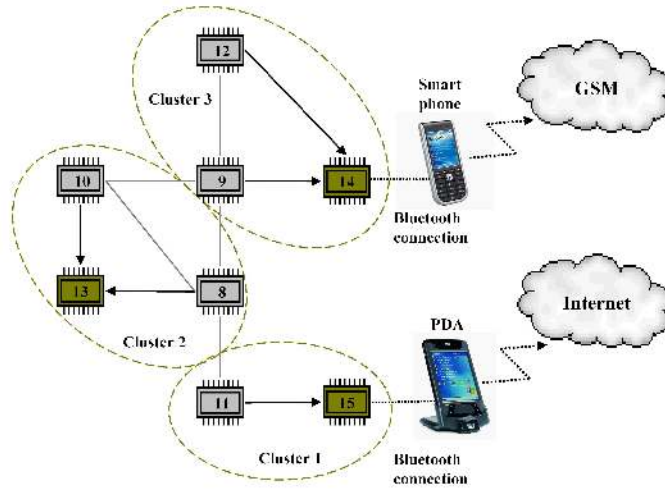 12
Cluster 3
Smart
phone
GSM
10
9
14
Bluetooth
connection
13
8
Internet
Cluster 2
PDA
11
15
Cluster 1
Bluetooth
connection